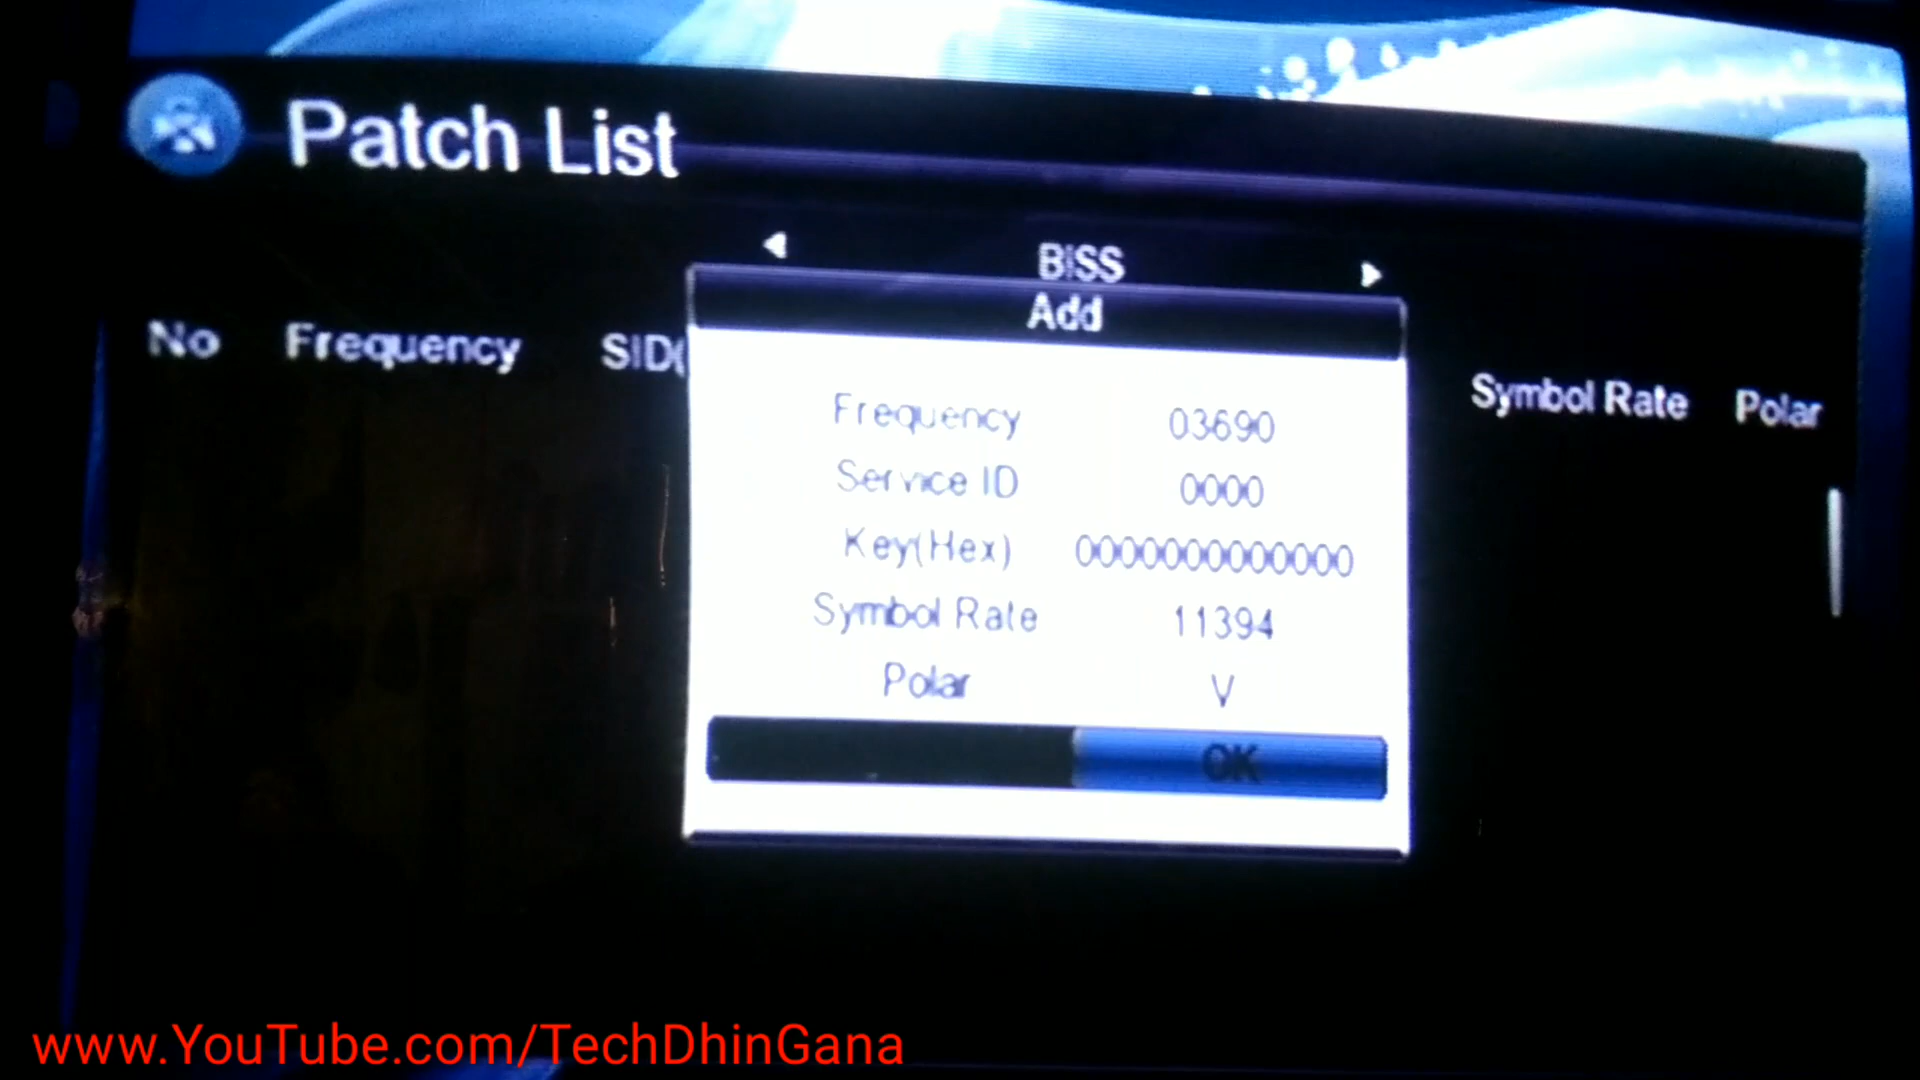 Patch List
BISS
Add
No Frequency SID( Symbol Rate Polar
Frequency 03690
Service ID 0000
Key(Hex) 00000000000000
Symbol Rate 11394
Polar V
OK
www.YouTube.com/TechDhinGana